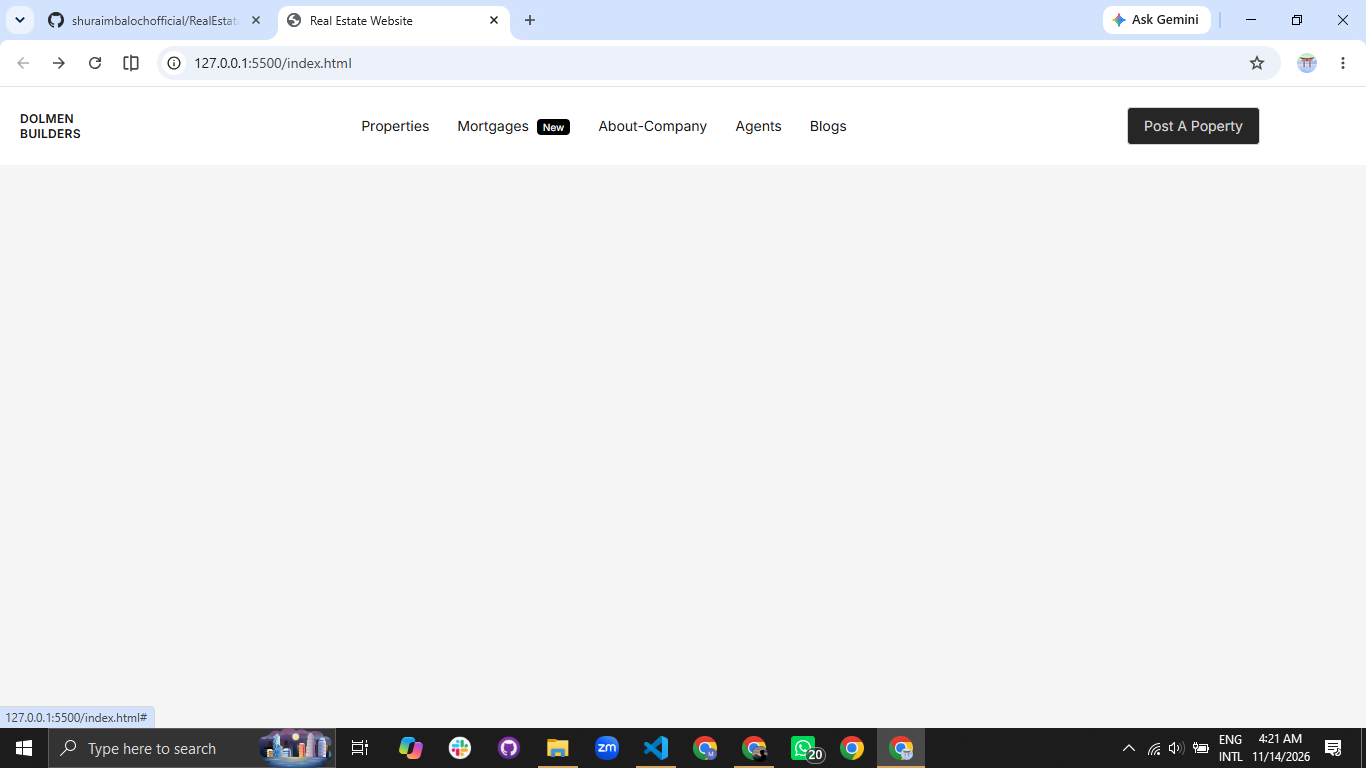 shuraimbalochofficial/RealEstat
Real Estate Website
Ask Gemini
127.0.0.1:5500/index.html
DOLMEN
BUILDERS
Properties
Mortgages New
About-Company
Agents
Blogs
Post A Poperty
127.0.0.1:5500/index.html#
Type here to search
zm
M
20
ENG
INTL
4:21 AM
11/14/2026